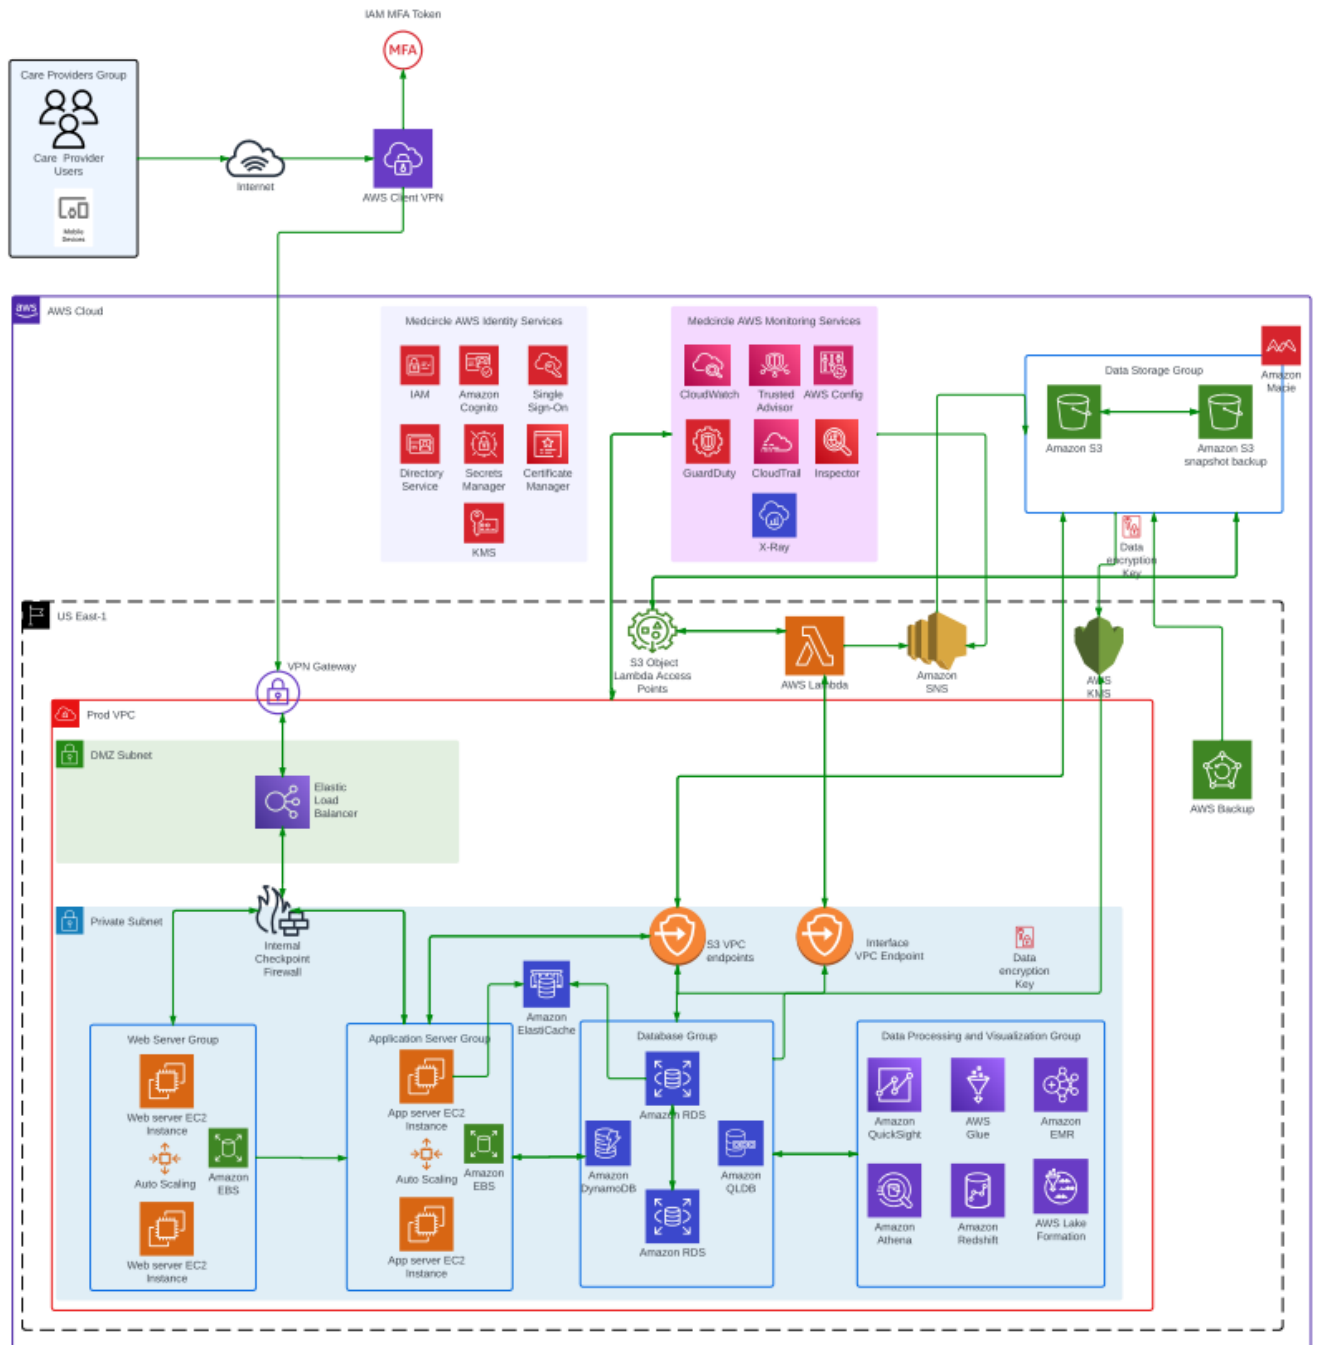 IAM MFA Token
MFA
Care Providers Group
Care Provider
Users
Mobile
Devices
Internet
AWS Client VPN
aws
AWS Cloud
Medcircle AWS Identity Services
IAM
Amazon
Cognito
Single
Sign-On
Directory
Service
Secrets
Manager
Certificate
Manager
KMS
Medcircle AWS Monitoring Services
CloudWatch
Trusted
Advisor
AWS Config
GuardDuty
CloudTrail
Inspector
X-Ray
Amazon
Macie
Data Storage Group
Amazon S3
Amazon S3
snapshot backup
Data
encryption
Key
US East-1
VPN Gateway
S3 Object
Lambda Access
Points
AWS Lambda
Amazon
SNS
AWS
KMS
AWS Backup
Prod VPC
DMZ Subnet
Elastic
Load
Balancer
Private Subnet
Internal
Checkpoint
Firewall
S3 VPC
endpoints
Interface
VPC Endpoint
Data
encryption
Key
Amazon
ElastiCache
Web Server Group
Web server EC2
Instance
Auto Scaling
Amazon
EBS
Web server EC2
Instance
Application Server Group
App server EC2
Instance
Auto Scaling
Amazon
EBS
App server EC2
Instance
Database Group
Amazon RDS
Amazon
DynamoDB
Amazon
QLDB
Amazon RDS
Data Processing and Visualization Group
Amazon
QuickSight
AWS
Glue
Amazon
EMR
Amazon
Athena
Amazon
Redshift
AWS Lake
Formation